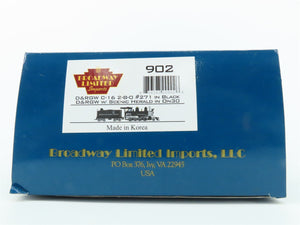 BROADWAY
LIMITED
Imports
902
D&RGW C-16 2-8-0 #271 in Black
D&RGW w/ Scenic Herald in On30
Made in Korea
Broadway Limited Imports, LLC
PO Box 376, Ivy, VA 22945
USA